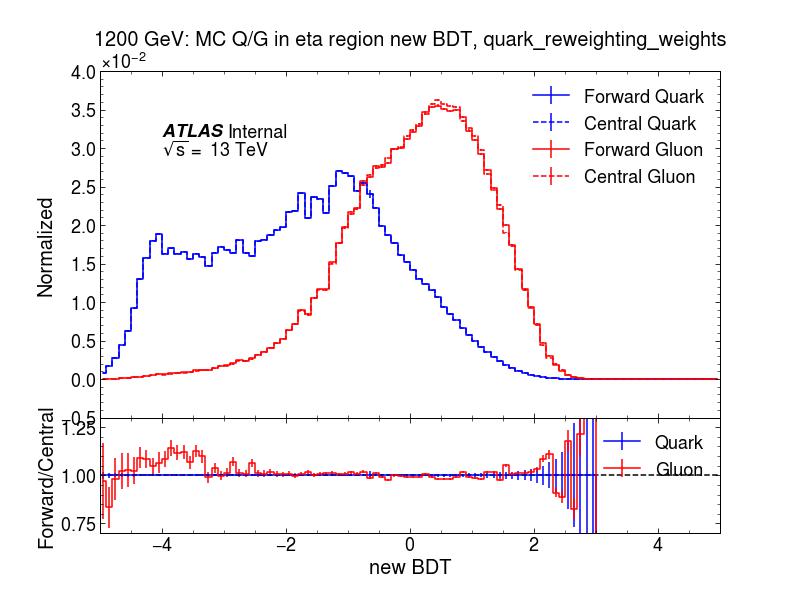 1200 GeV: MC Q/G in eta region new BDT, quark_reweighting_weights
×10−2
4.0
3.5
3.0
2.5
2.0
1.5
1.0
0.5
0.0
−0.5
Normalized
ATLAS Internal
√s = 13 TeV
Forward Quark
Central Quark
Forward Gluon
Central Gluon
1.25
1.00
0.75
Forward/Central
Quark
Gluon
−4 −2 0 2 4
new BDT